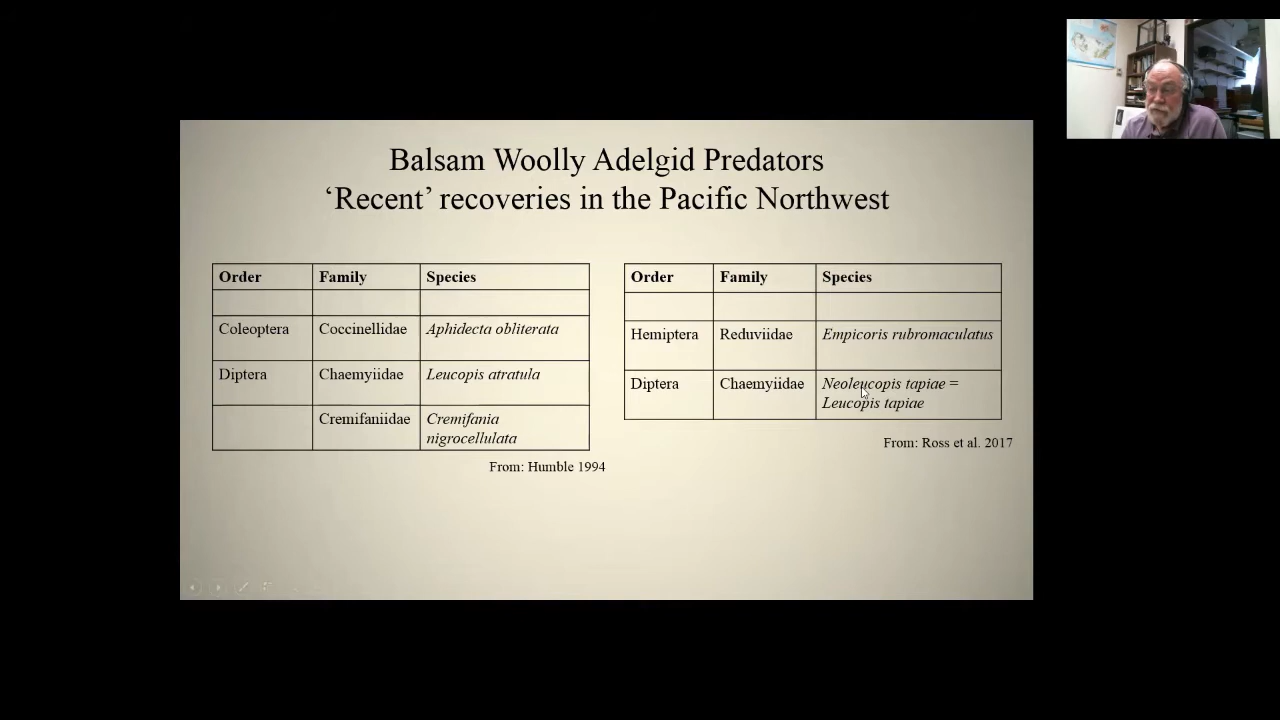 Balsam Woolly Adelgid Predators
‘Recent’ recoveries in the Pacific Northwest
Order Family Species
Coleoptera Coccinellidae Aphidecta obliterata
Diptera Chaemyiidae Leucopis atratula
Cremifaniidae Cremifania
nigrocellulata
From: Humble 1994
Order Family Species
Hemiptera Reduviidae Empicoris rubromaculatus
Diptera Chaemyiidae Neoleucopis tapiae =
Leucopis tapiae
From: Ross et al. 2017